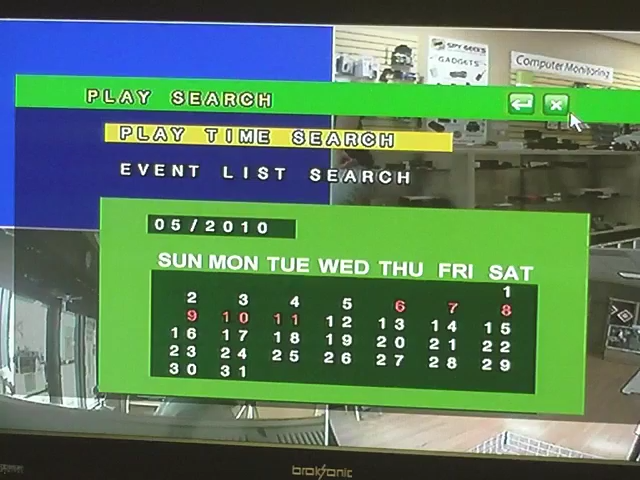 SPY GEEKS
GADGETS
Computer Monitoring
PLAY SEARCH
PLAY TIME SEARCH
EVENT LIST SEARCH
05/2010
SUN MON TUE WED THU FRI SAT
1
2 3 4 5 6 7 8
9 10 11 12 13 14 15
16 17 18 19 20 21 22
23 24 25 26 27 28 29
30 31
broksonic